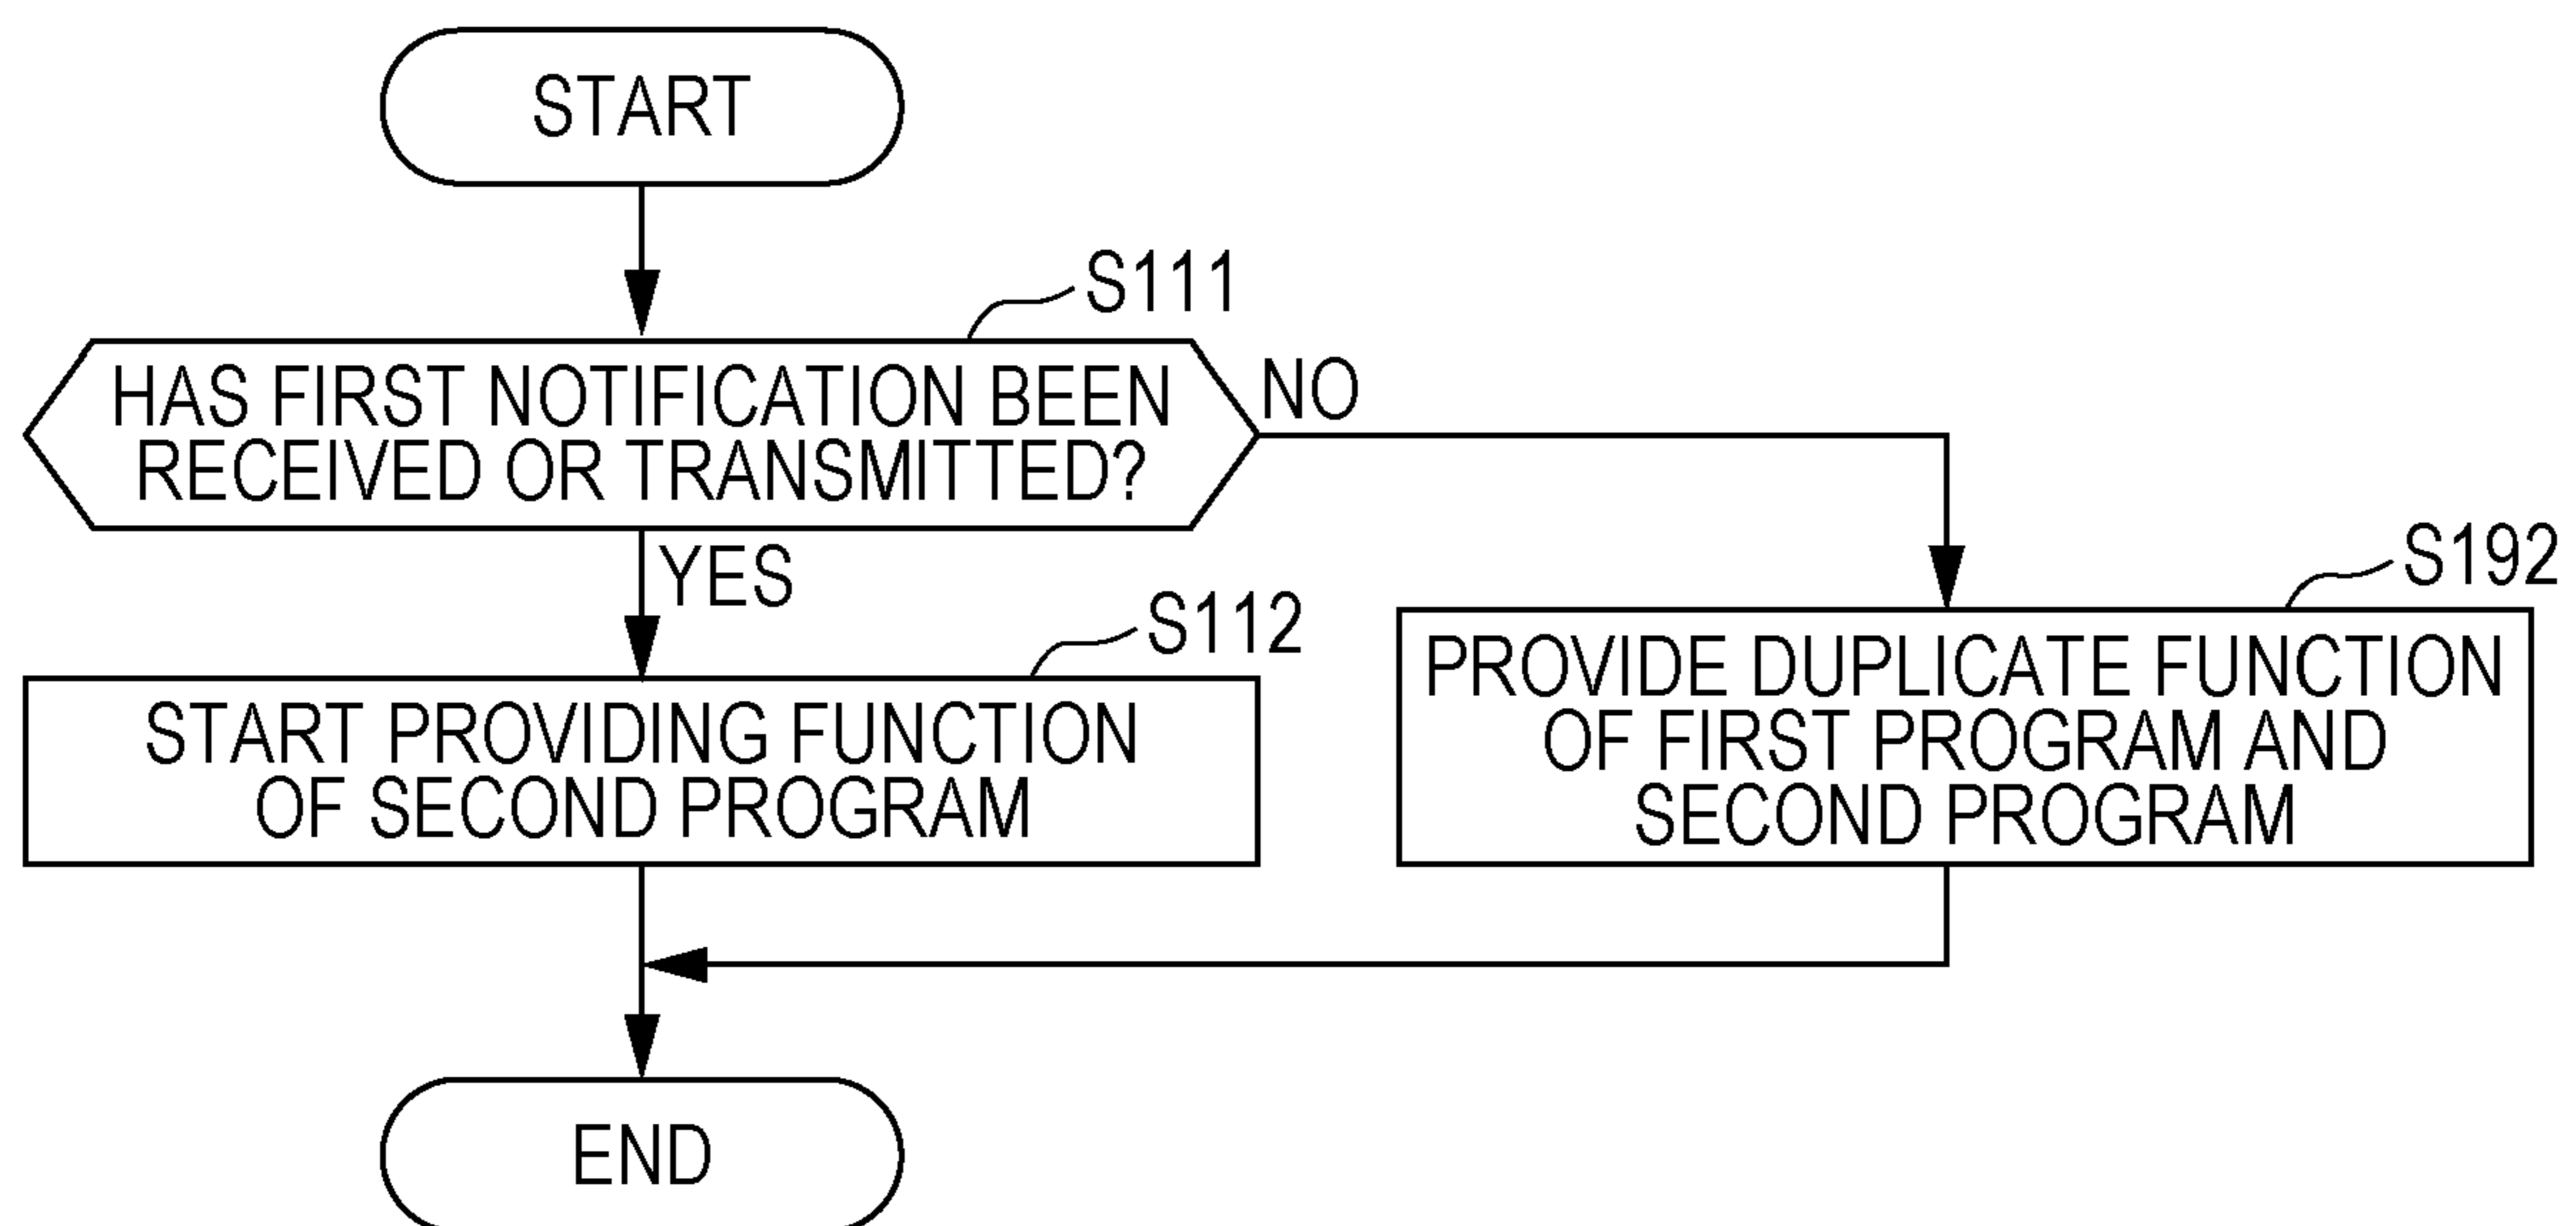 START
S111
HAS FIRST NOTIFICATION BEEN
RECEIVED OR TRANSMITTED?
NO
YES
S112
START PROVIDING FUNCTION
OF SECOND PROGRAM
S192
PROVIDE DUPLICATE FUNCTION
OF FIRST PROGRAM AND
SECOND PROGRAM
END